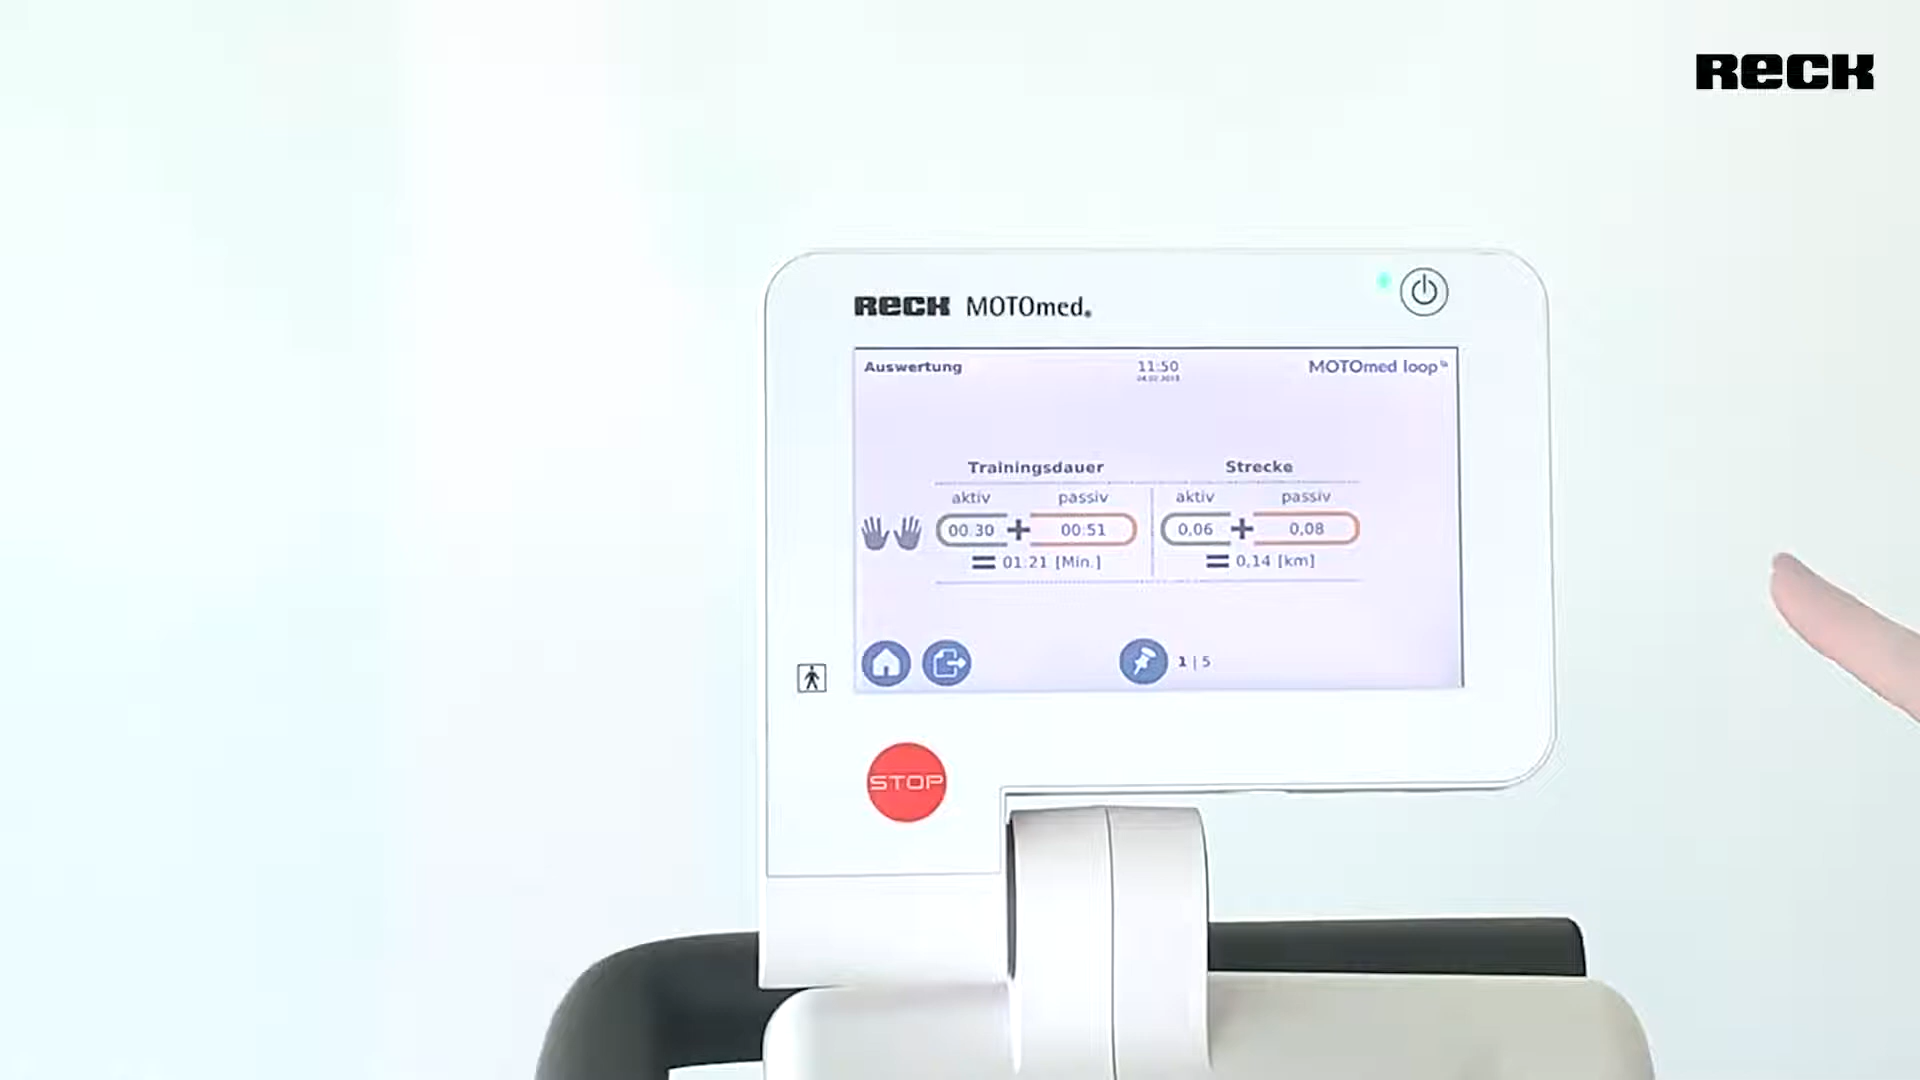 RECK
RECK MOTOmed®
Auswertung 11:50 MOTOmed loop
Trainingsdauer Strecke
aktiv passiv aktiv passiv
00:30 + 00:51 0,06 + 0,08
= 01:21 [Min.] = 0,14 [km]
1 | 5
STOP